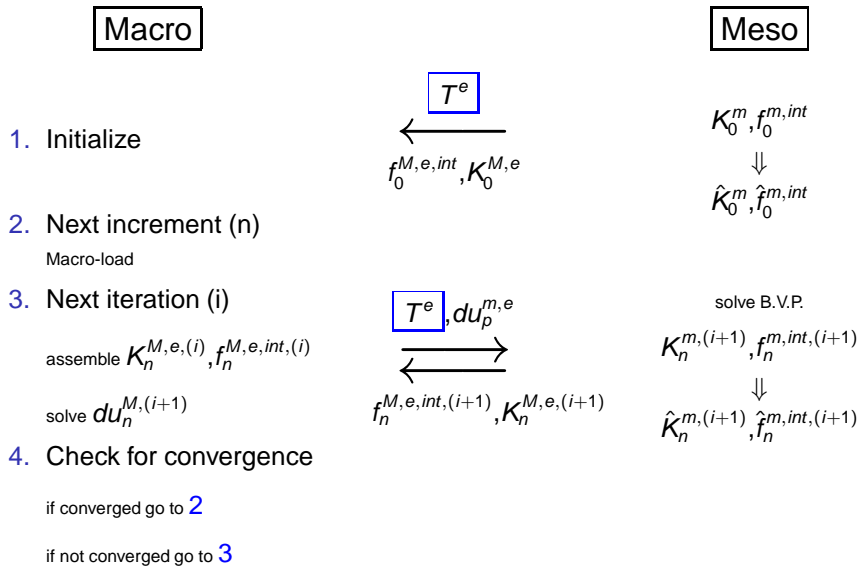 Macro
Meso
1. Initialize
T^e
f_0^{M,e,int}, K_0^{M,e}
K_0^m, f_0^{m,int}
⇓
K̂_0^m, f̂_0^{m,int}
2. Next increment (n)
Macro-load
3. Next iteration (i)
assemble K_n^{M,e,(i)}, f_n^{M,e,int,(i)}
solve du_n^{M,(i+1)}
T^e, du_p^{m,e}
f_n^{M,e,int,(i+1)}, K_n^{M,e,(i+1)}
solve B.V.P.
K_n^{m,(i+1)}, f_n^{m,int,(i+1)}
⇓
K̂_n^{m,(i+1)}, f̂_n^{m,int,(i+1)}
4. Check for convergence
if converged go to 2
if not converged go to 3